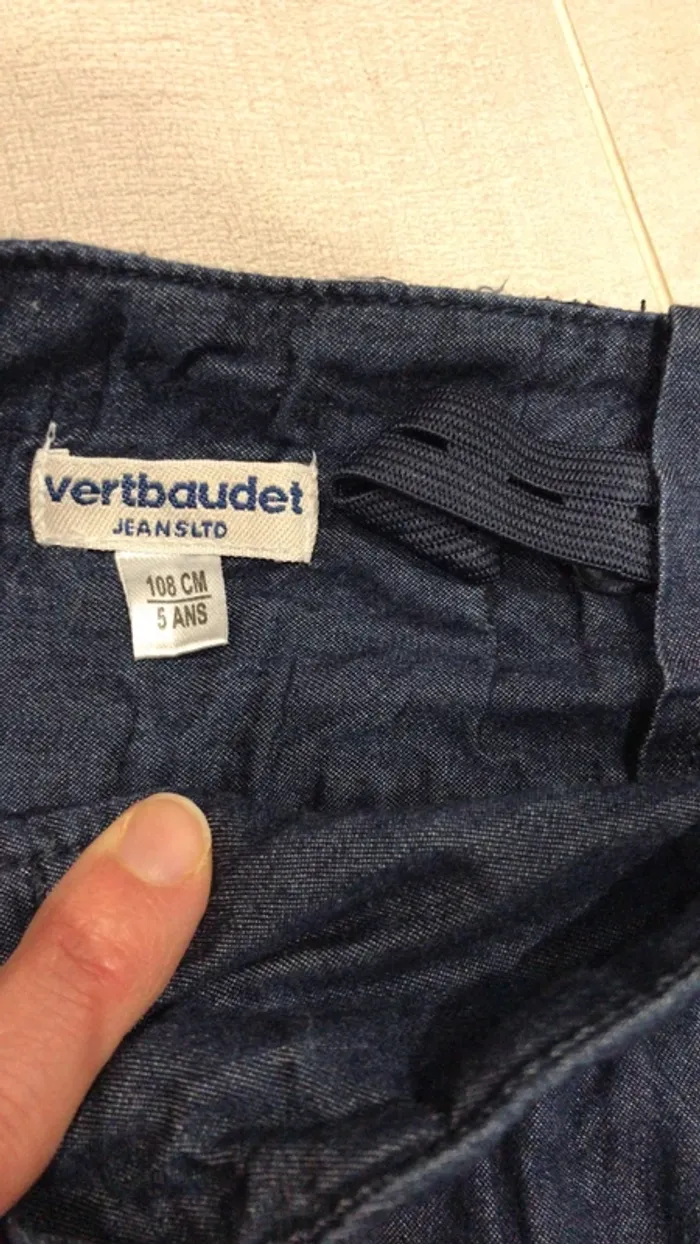 vertbaudet
JEANSLTD
108 CM
5 ANS